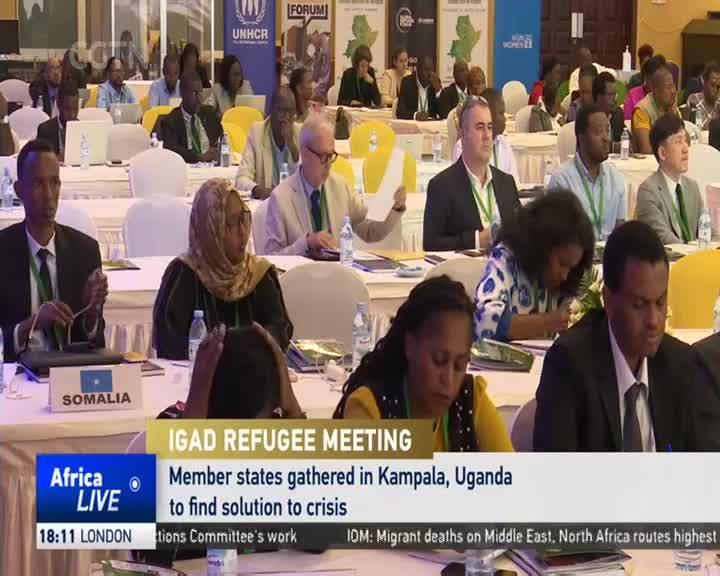 CGTN
UNHCR
FORUM
UN
WOMEN
SOMALIA
IGAD REFUGEE MEETING
Africa
LIVE
Member states gathered in Kampala, Uganda
to find solution to crisis
18:11 LONDON
ctions Committee's work IOM: Migrant deaths on Middle East, North Africa routes highest